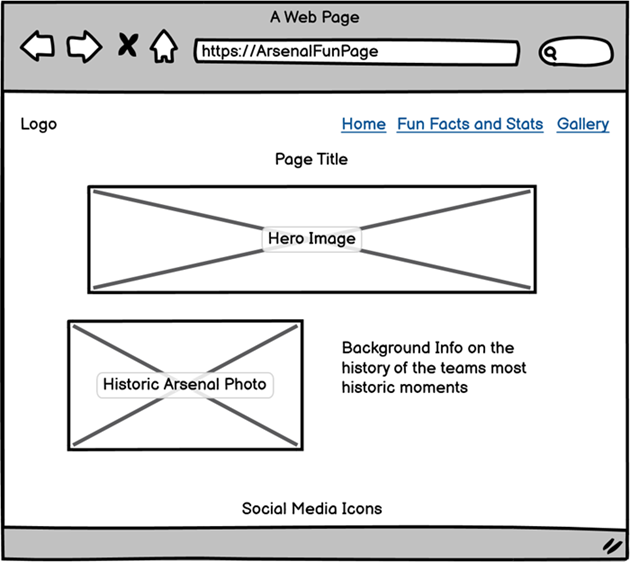 A Web Page
https://ArsenalFunPage
Logo
Home Fun Facts and Stats Gallery
Page Title
Hero Image
Historic Arsenal Photo
Background Info on the
history of the teams most
historic moments
Social Media Icons